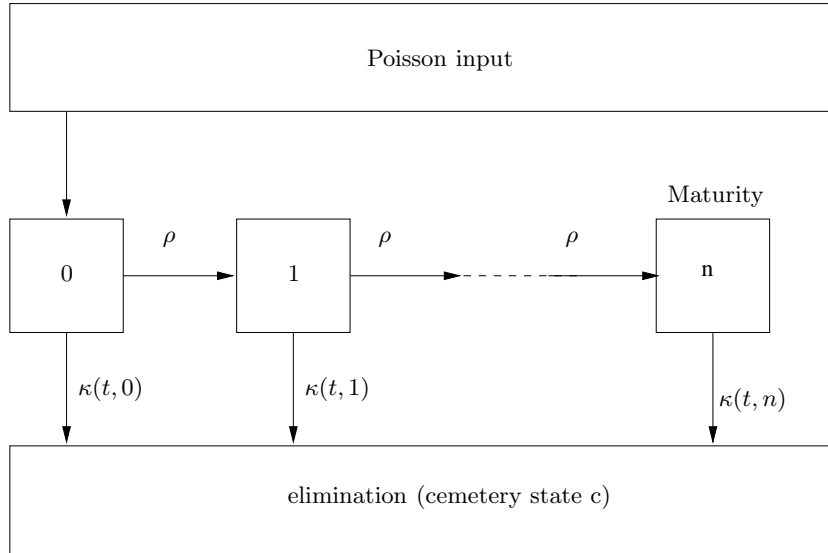 Poisson input
Maturity
ρ ρ ρ
0 1 n
κ(t, 0) κ(t, 1) κ(t, n)
elimination (cemetery state c)